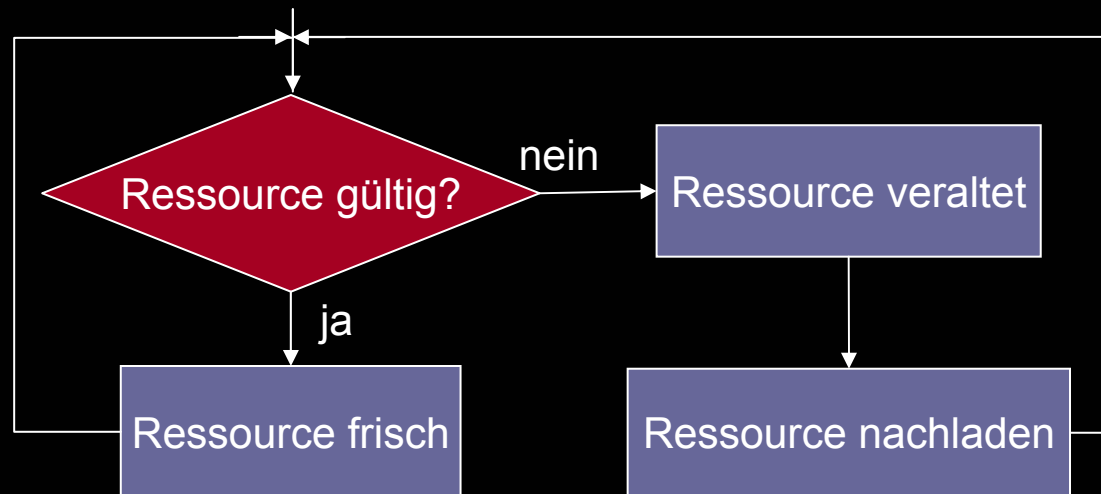 Ressource gültig?
nein
Ressource veraltet
ja
Ressource frisch
Ressource nachladen